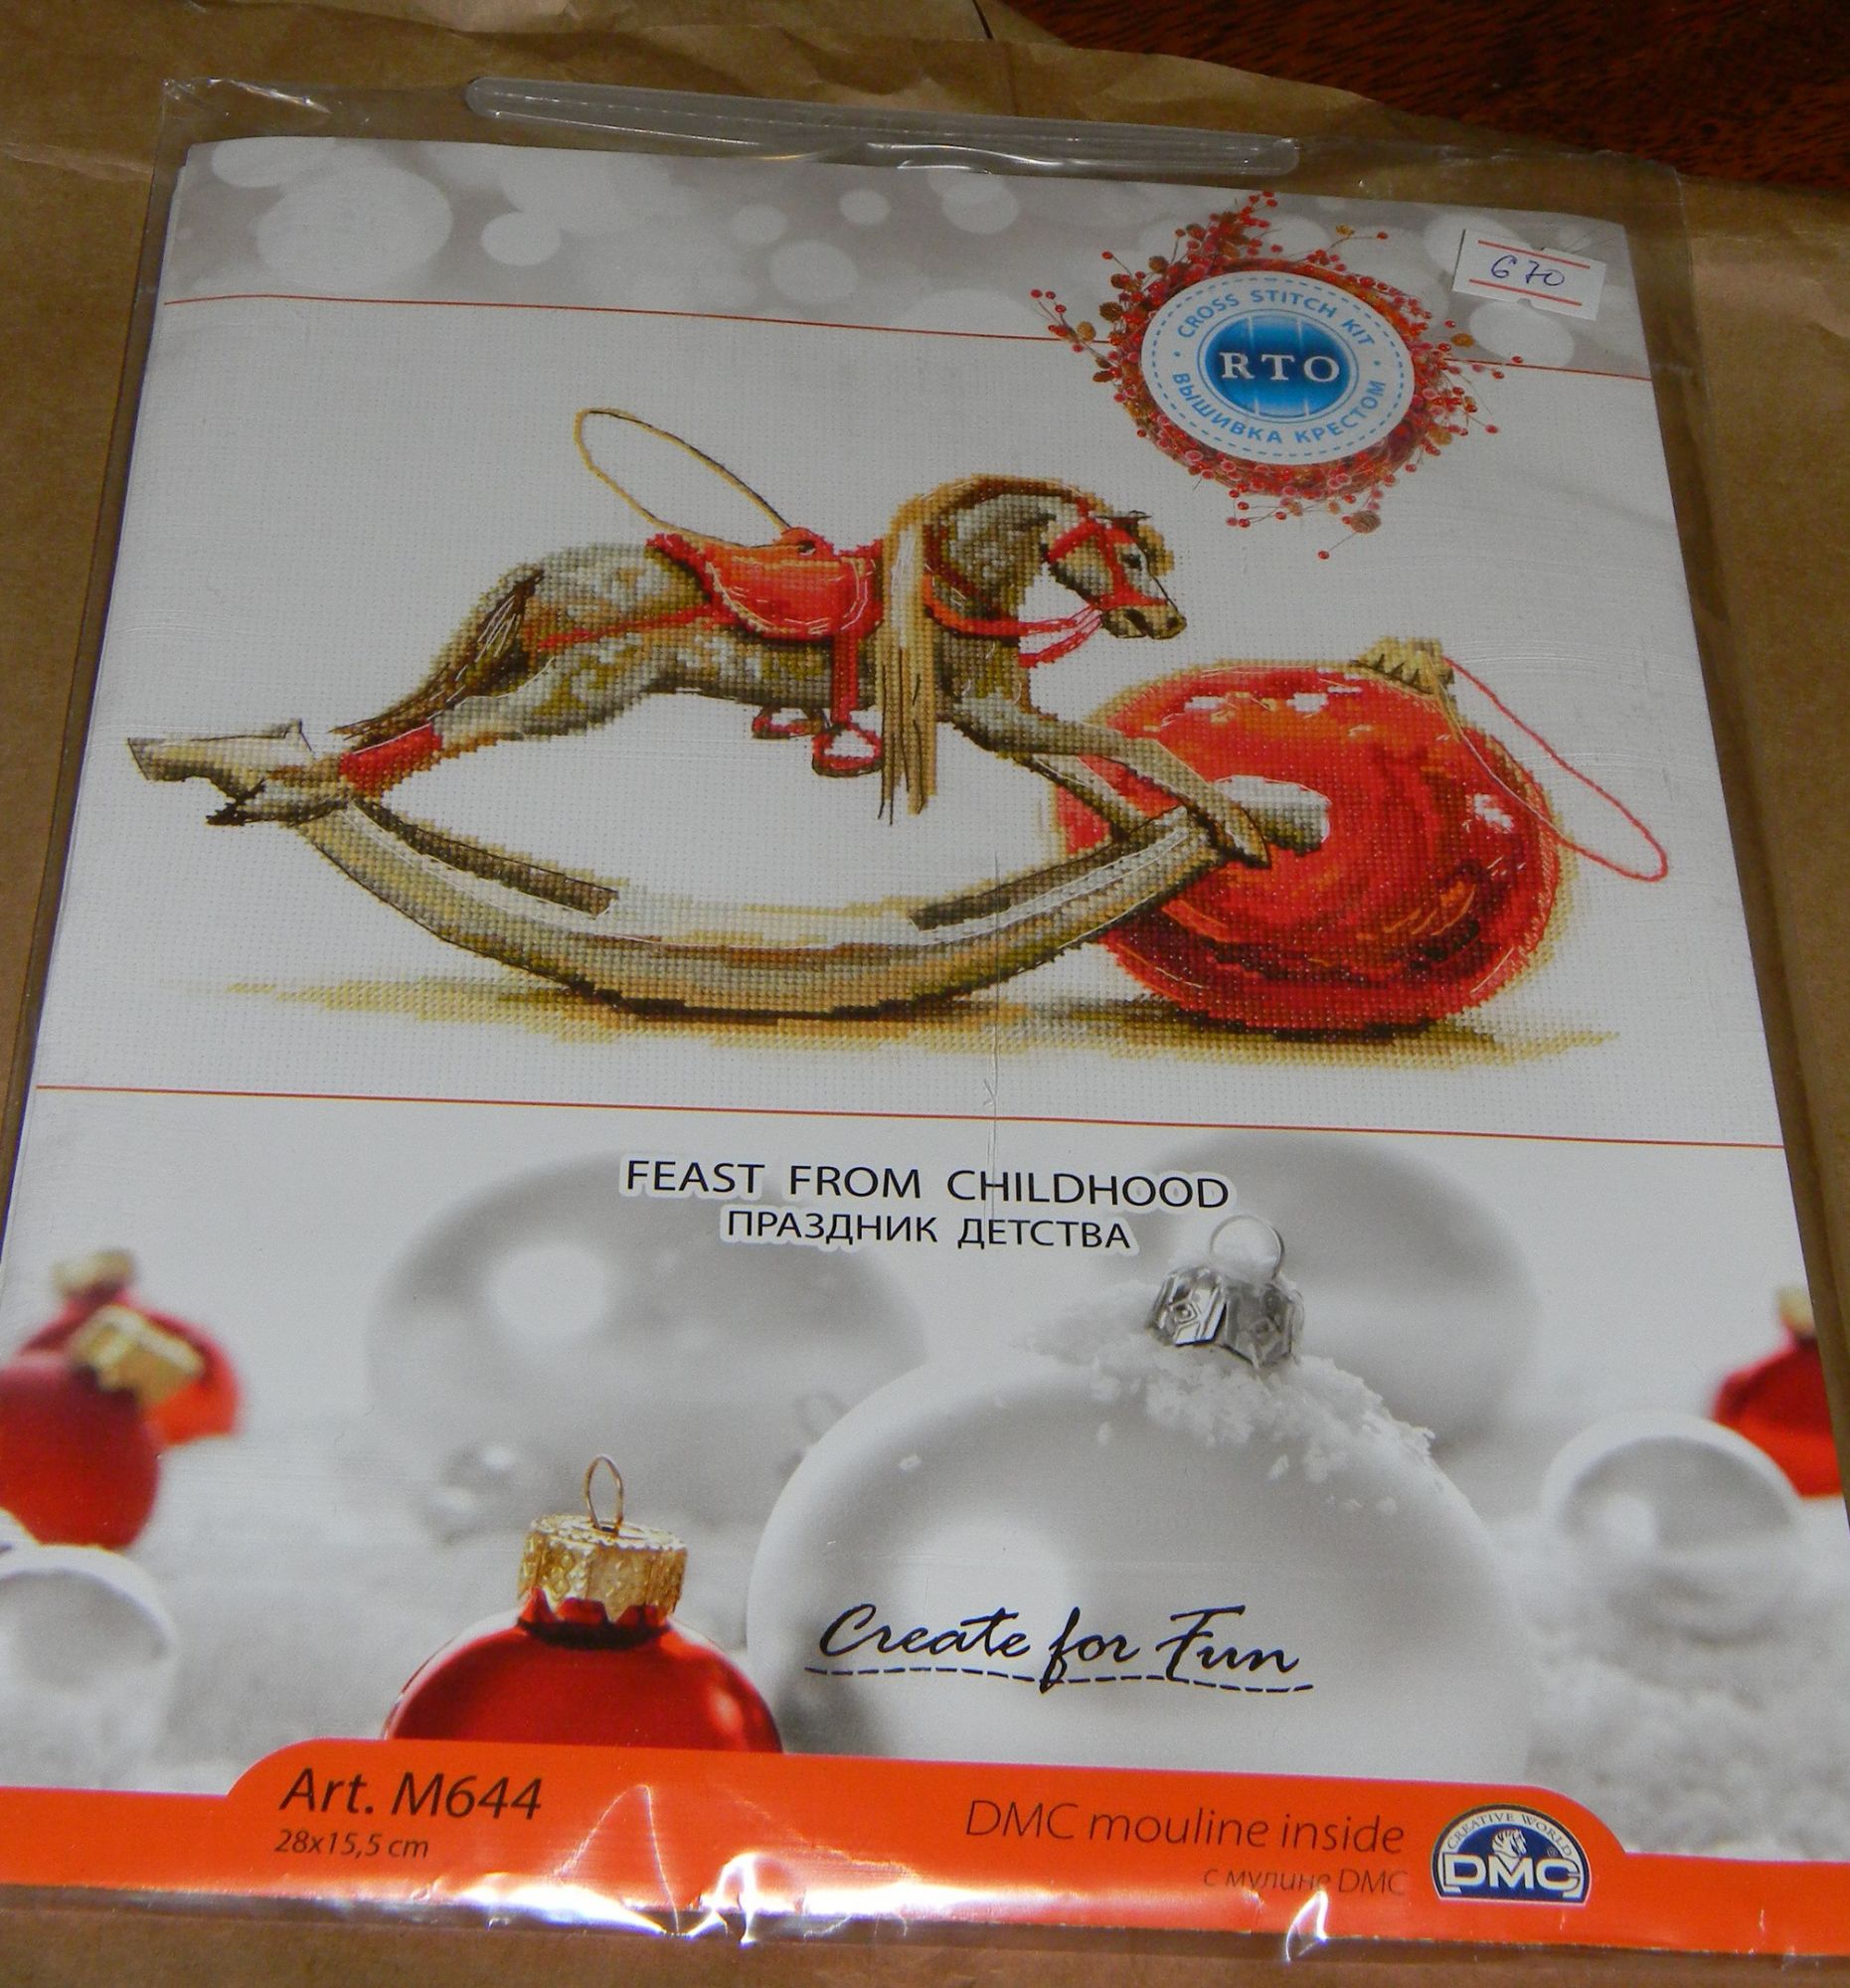 670
CROSS STITCH KIT
RTO
ВЫШИВКА КРЕСТОМ
FEAST FROM CHILDHOOD
ПРАЗДНИК ДЕТСТВА
Create for Fun
Art. M644
28x15,5 cm
DMC mouline inside
с мулине DMC
CREATIVE WORLD
DMC